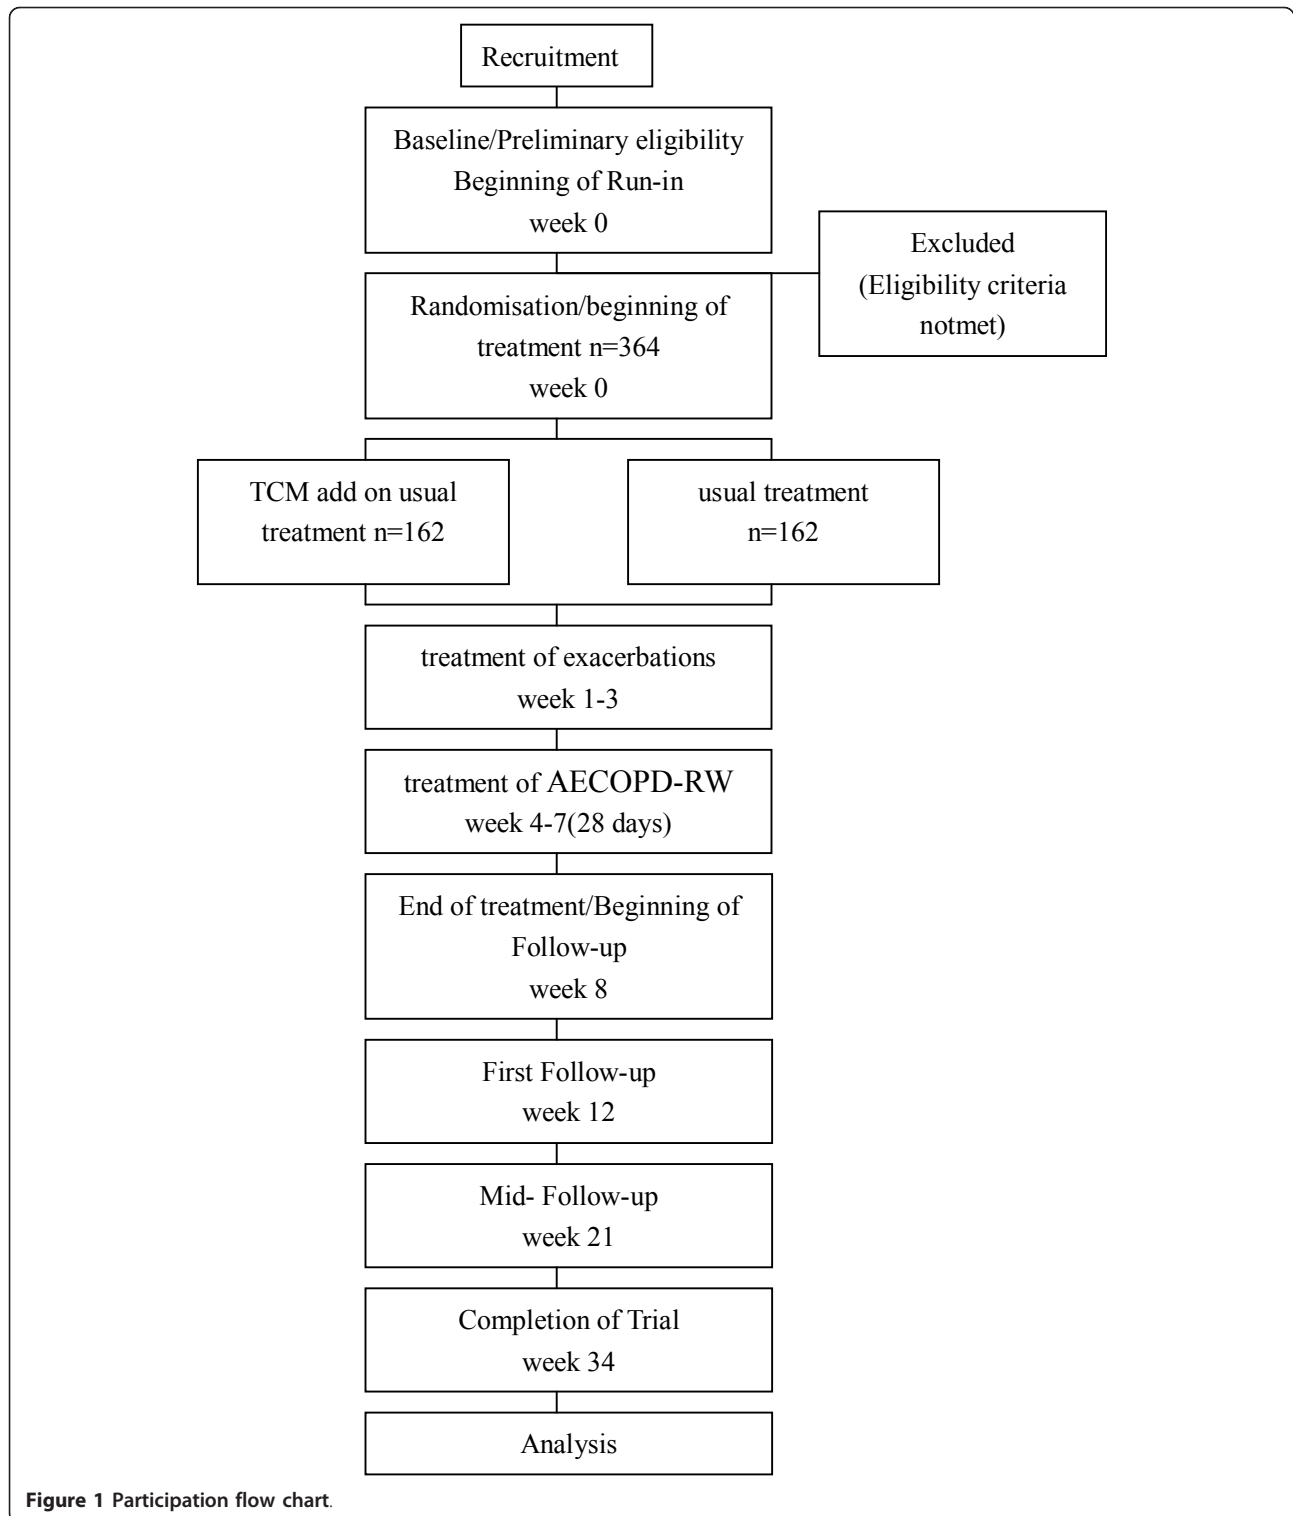 Recruitment
Baseline/Preliminary eligibility
Beginning of Run-in
week 0
Excluded
(Eligibility criteria
notmet)
Randomisation/beginning of
treatment n=364
week 0
TCM add on usual
treatment n=162
usual treatment
n=162
treatment of exacerbations
week 1-3
treatment of AECOPD-RW
week 4-7(28 days)
End of treatment/Beginning of
Follow-up
week 8
First Follow-up
week 12
Mid- Follow-up
week 21
Completion of Trial
week 34
Analysis
Figure 1 Participation flow chart.